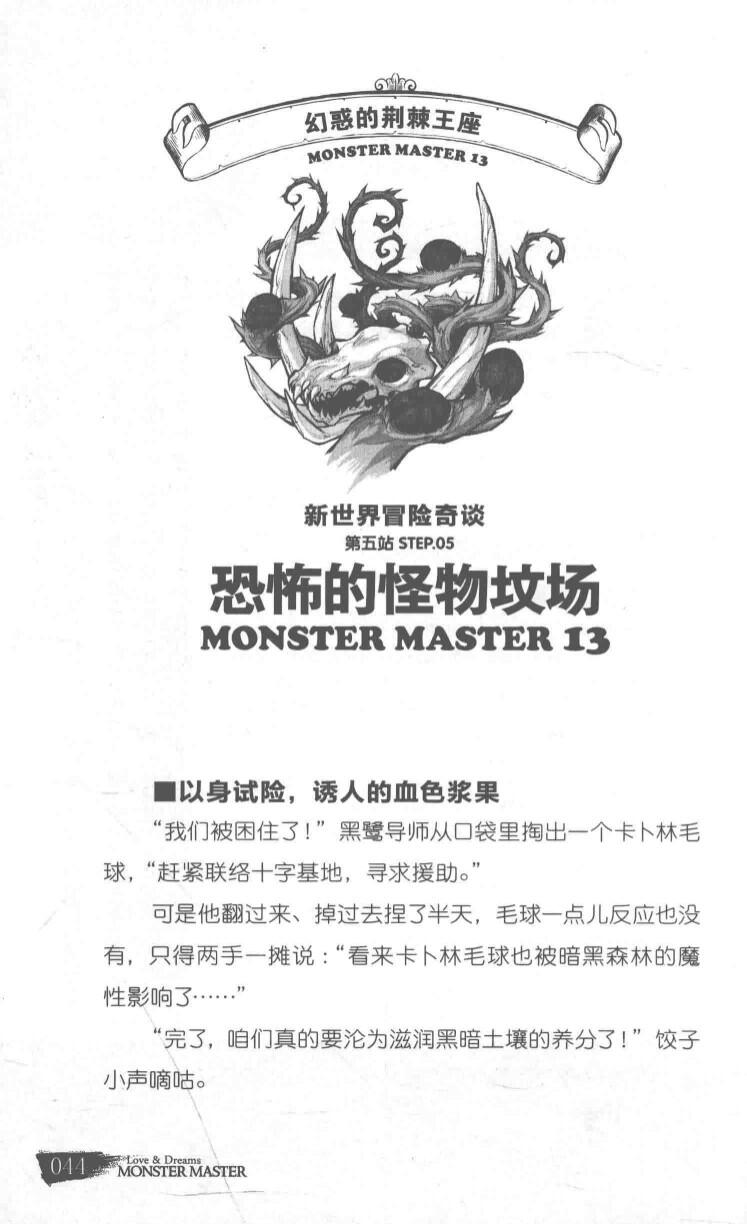 幻惑的荆棘王座
MONSTER MASTER 13
新世界冒险奇谈
第五站 STEP.05
恐怖的怪物坟场
MONSTER MASTER 13
■以身试险，诱人的血色浆果
“我们被困住了！”黑鹭导师从口袋里掏出一个卡卜林毛
球，“赶紧联络十字基地，寻求援助。”
可是他翻过来、掉过去捏了半天，毛球一点儿反应也没
有，只得两手一摊说：“看来卡卜林毛球也被暗黑森林的魔
性影响了……”
“完了，咱们真的要沦为滋润黑暗土壤的养分了！”饺子
小声嘀咕。
044
Love & Dreams
MONSTER MASTER